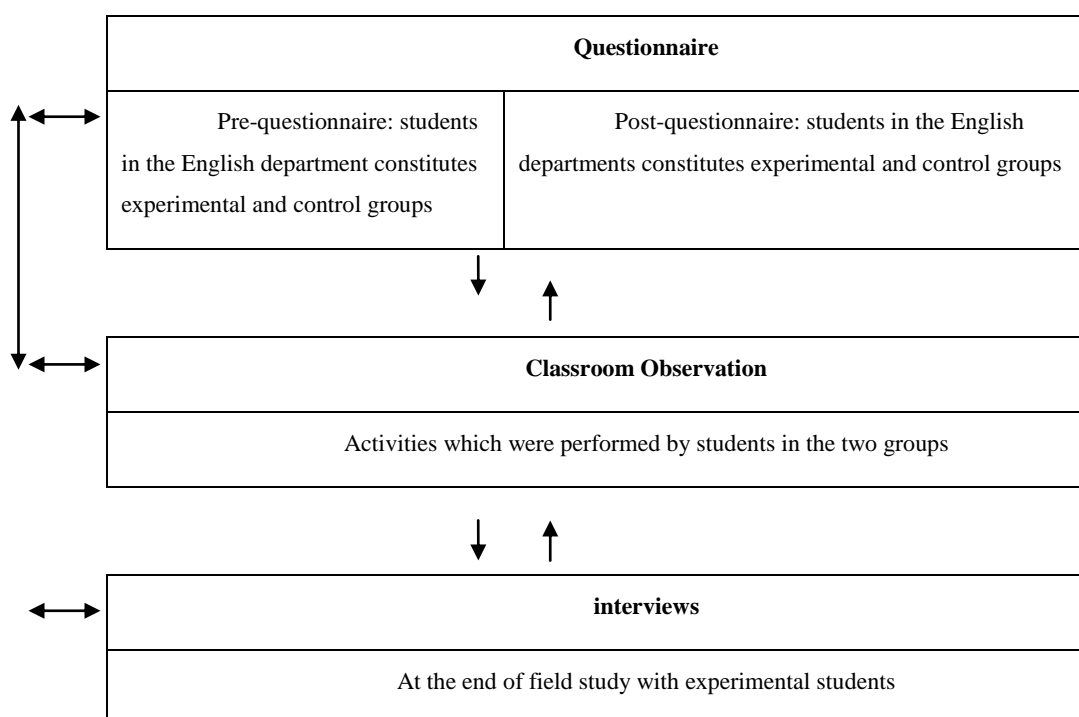 Questionnaire
Pre-questionnaire: students
in the English department constitutes
experimental and control groups
Post-questionnaire: students in the English
departments constitutes experimental and control groups
Classroom Observation
Activities which were performed by students in the two groups
interviews
At the end of field study with experimental students